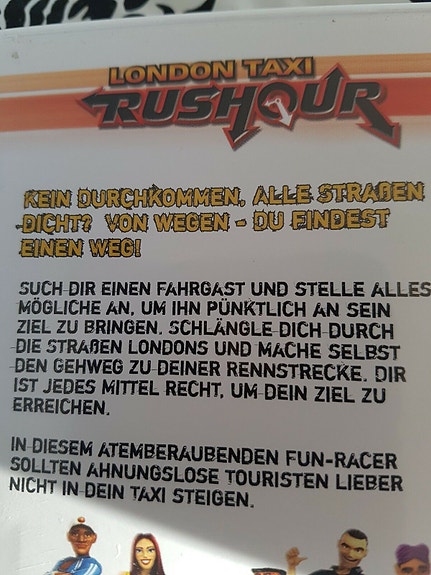 LONDON TAXI
RUSHOUR
KEIN DURCHKOMMEN, ALLE STRAßEN
DICHT? VON WEGEN - DU FINDEST
EINEN WEG!
SUCH DIR EINEN FAHRGAST UND STELLE ALLES
MÖGLICHE AN, UM IHN PÜNKTLICH AN SEIN
ZIEL ZU BRINGEN. SCHLÄNGLE DICH DURCH
DIE STRAßEN LONDONS UND MACHE SELBST
DEN GEHWEG ZU DEINER RENNSTRECKE. DIR
IST JEDES MITTEL RECHT, UM DEIN ZIEL ZU
ERREICHEN.
IN DIESEM ATEMBERAUBENDEN FUN-RACER
SOLLTEN AHNUNGSLOSE TOURISTEN LIEBER
NICHT IN DEIN TAXI STEIGEN.